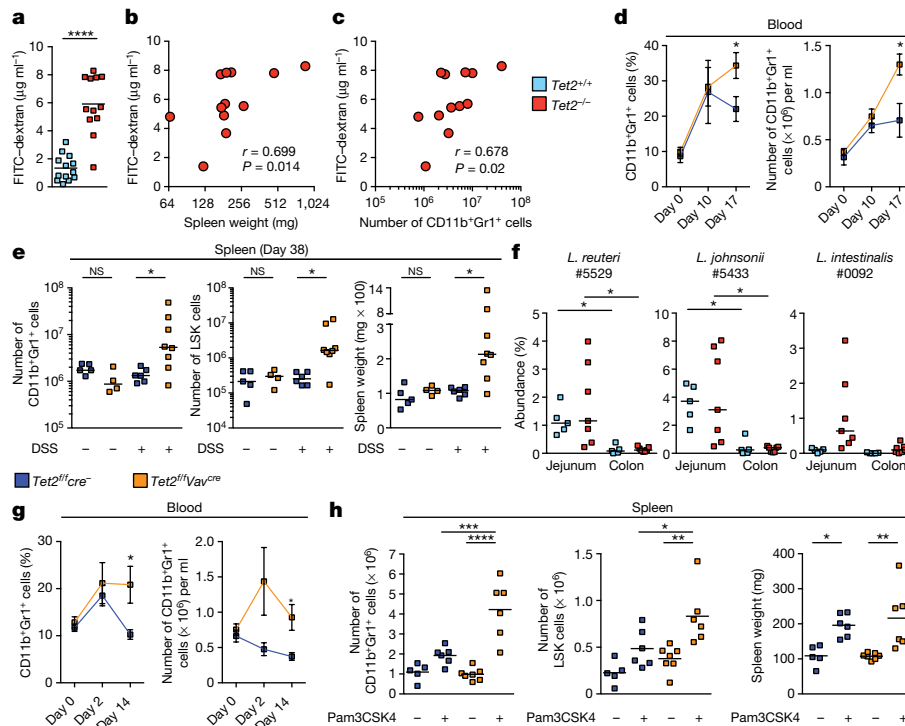 a
****
FITC–dextran (μg ml⁻¹)
10
8
6
4
2
0
b
FITC–dextran (μg ml⁻¹)
10
8
6
4
2
0
r = 0.699
P = 0.014
64 128 256 512 1,024
Spleen weight (mg)
c
FITC–dextran (μg ml⁻¹)
10
8
6
4
2
0
r = 0.678
P = 0.02
10⁵ 10⁶ 10⁷ 10⁸
Number of CD11b⁺Gr1⁺ cells
Tet2⁺/⁺
Tet2⁻/⁻
d
Blood
CD11b⁺Gr1⁺ cells (%)
40
30
20
10
0
*
Day 0 Day 10 Day 17
Number of CD11b⁺Gr1⁺
cells (× 10⁶) per ml
1.5
1.0
0.5
0
*
Day 0 Day 10 Day 17
e
Spleen (Day 38)
NS *
Number of
CD11b⁺Gr1⁺ cells
10⁸
10⁷
10⁶
10⁵
DSS – – + +
NS *
Number of LSK cells
10⁸
10⁷
10⁶
10⁵
10⁴
DSS – – + +
NS *
Spleen weight (mg × 100)
14
8
2
1
0
DSS – – + +
Tet2f/fcre⁻
Tet2f/fVavcre
f
L. reuteri
#5529
L. johnsonii
#5433
L. intestinalis
#0092
Abundance (%)
*
*
5
4
3
2
1
0
Jejunum Colon
*
*
10
8
6
4
2
0
Jejunum Colon
4
3
2
1
0
Jejunum Colon
g
Blood
CD11b⁺Gr1⁺ cells (%)
40
30
20
10
0
*
Day 0 Day 2 Day 14
Number of CD11b⁺Gr1⁺
cells (× 10⁶) per ml
2.0
1.5
1.0
0.5
0
*
Day 0 Day 2 Day 14
h
Spleen
***
****
Number of
CD11b⁺Gr1⁺ cells (× 10⁶)
7
6
5
4
3
2
1
0
Pam3CSK4 – + – +
*
**
Number of
LSK cells (× 10⁶)
1.5
1.0
0.5
0
Pam3CSK4 – + – +
* **
Spleen weight (mg)
400
300
200
100
0
Pam3CSK4 – + – +